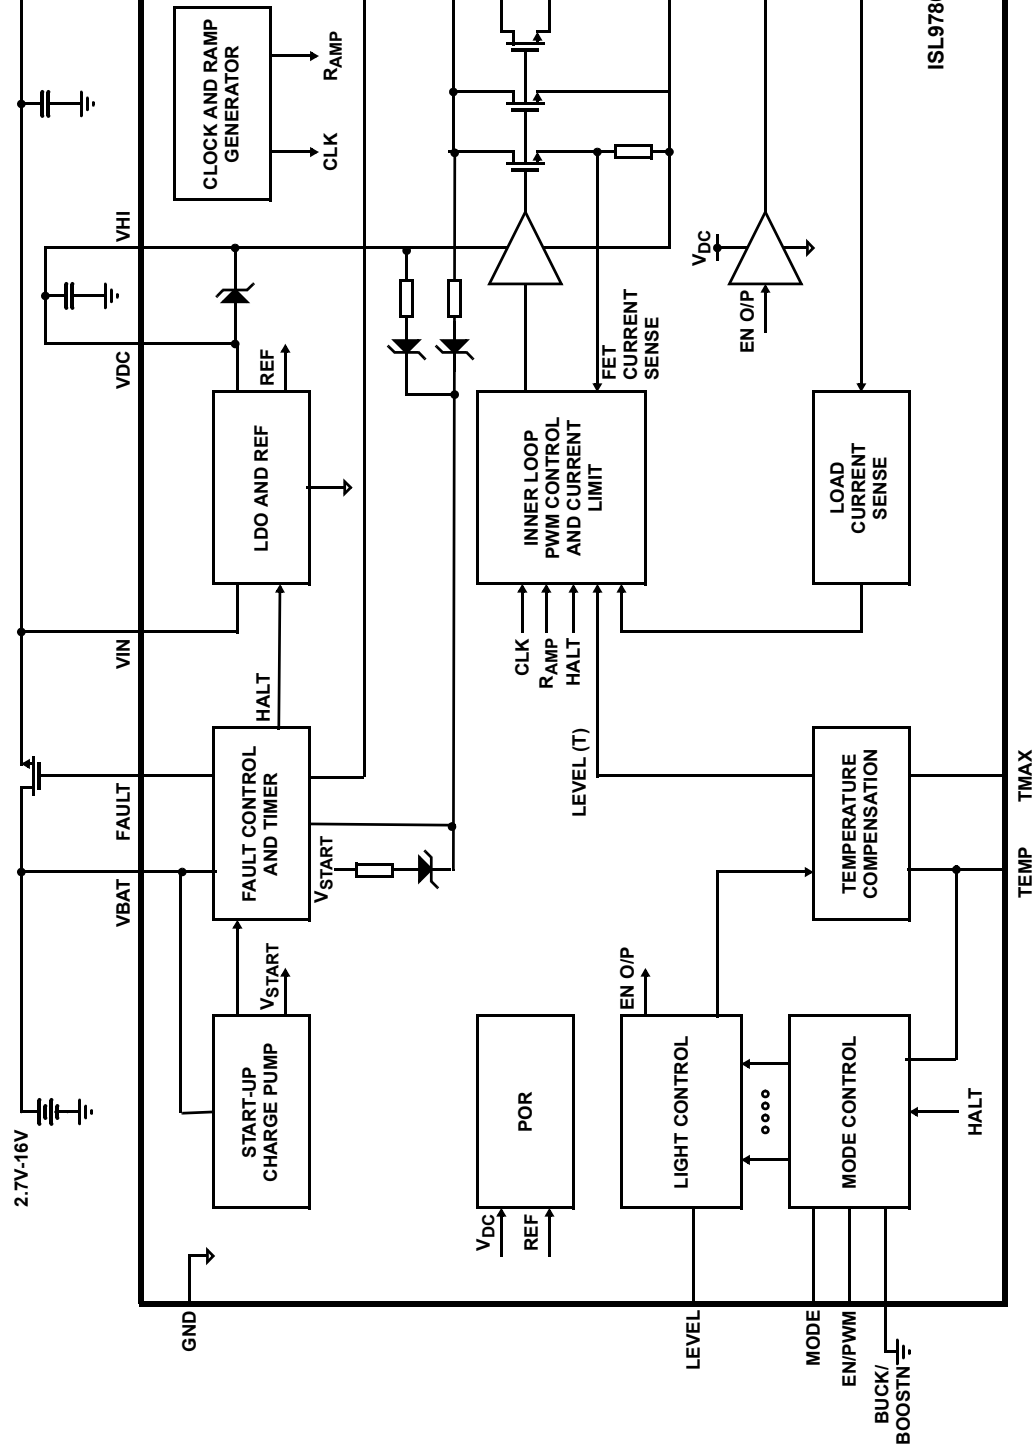 2.7V-16V
VBAT
FAULT
VIN
VDC
VHI
GND
START-UP
CHARGE PUMP
VSTART
FAULT CONTROL
AND TIMER
HALT
LDO AND REF
REF
CLOCK AND RAMP
GENERATOR
CLK
RAMP
VSTART
VDC
REF
POR
CLK
RAMP
HALT
LEVEL (T)
INNER LOOP
PWM CONTROL
AND CURRENT
LIMIT
FET
CURRENT
SENSE
LEVEL
LIGHT CONTROL
EN O/P
EN O/P
VDC
MODE
EN/PWM
BUCK/
BOOSTN
MODE CONTROL
HALT
TEMPERATURE
COMPENSATION
LOAD
CURRENT
SENSE
TEMP
TMAX